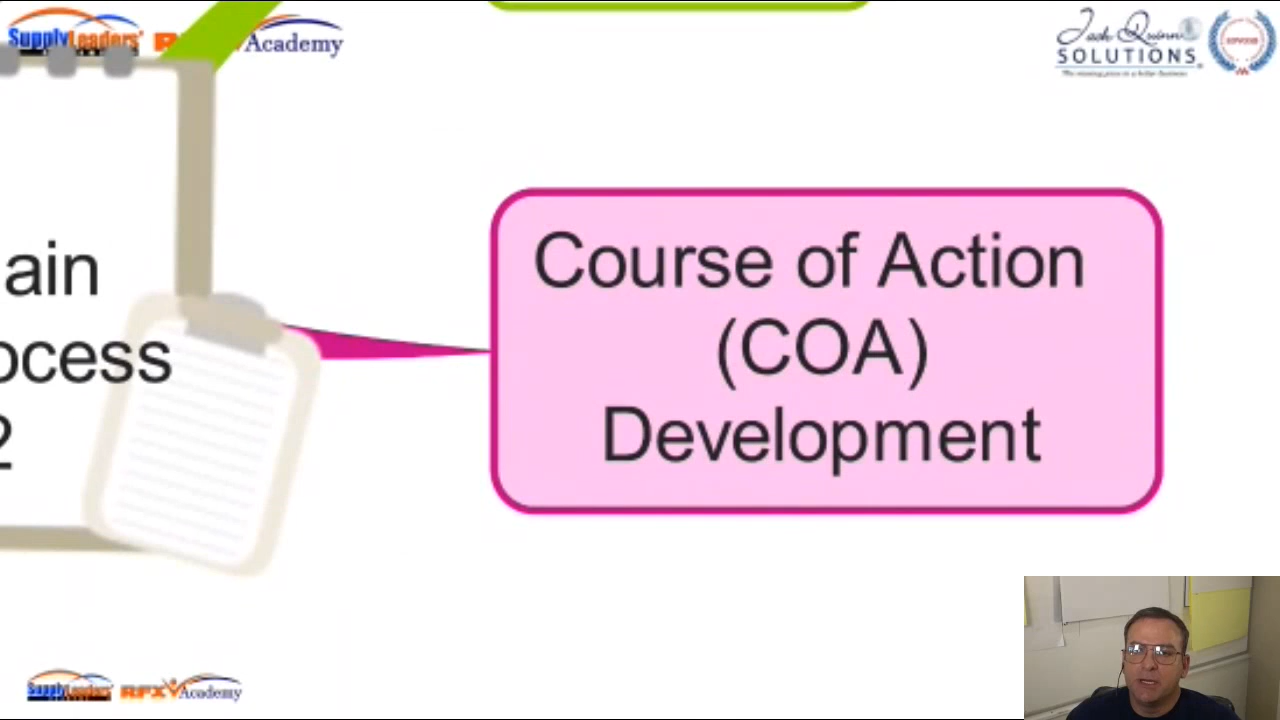 SupplyLeaders'
Academy
Jack Quinn
SOLUTIONS
ain
ocess
2
Course of Action
(COA)
Development
SupplyLeaders'
RFX Academy